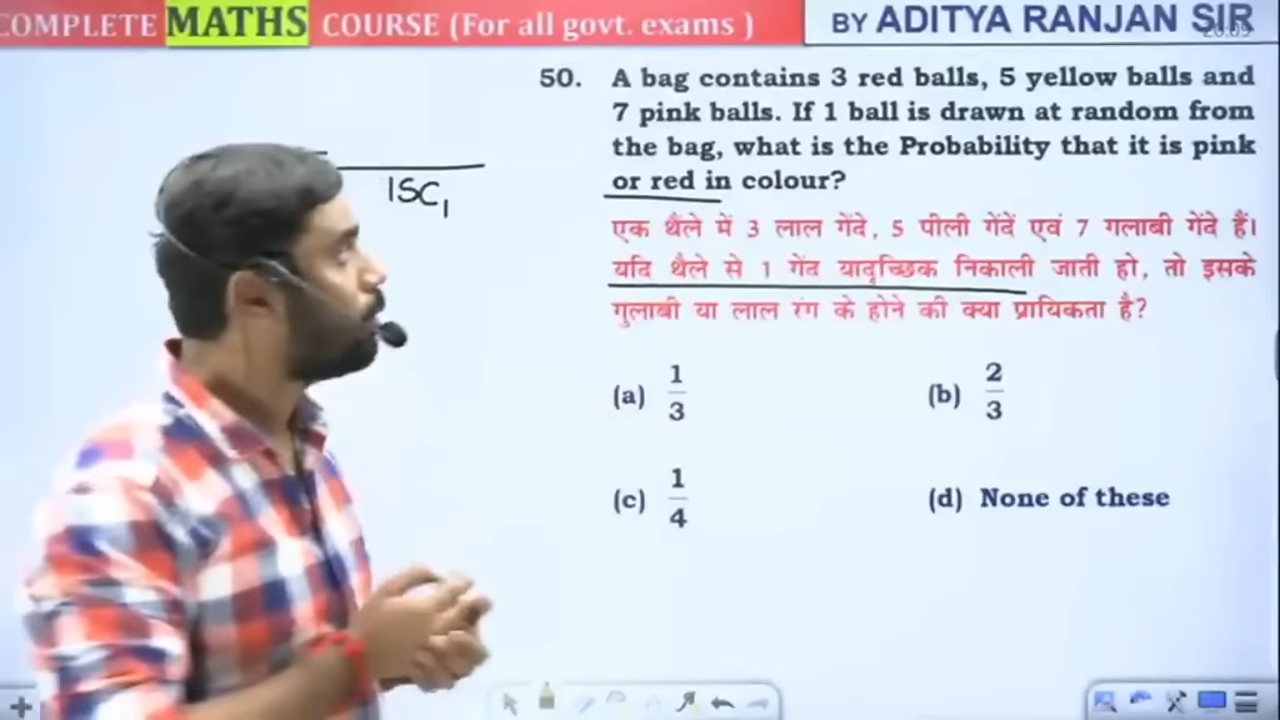 COMPLETE MATHS COURSE (For all govt. exams )
BY ADITYA RANJAN SIR
50. A bag contains 3 red balls, 5 yellow balls and
7 pink balls. If 1 ball is drawn at random from
the bag, what is the Probability that it is pink
or red in colour?
एक थैले में 3 लाल गेंदे, 5 पीली गेंदें एवं 7 गलाबी गेंदे हैं।
यदि थैले से 1 गेंद यादृच्छिक निकाली जाती हो, तो इसके
गुलाबी या लाल रंग के होने की क्या प्रायिकता है?
(a) 1/3 (b) 2/3
(c) 1/4 (d) None of these
15C₁